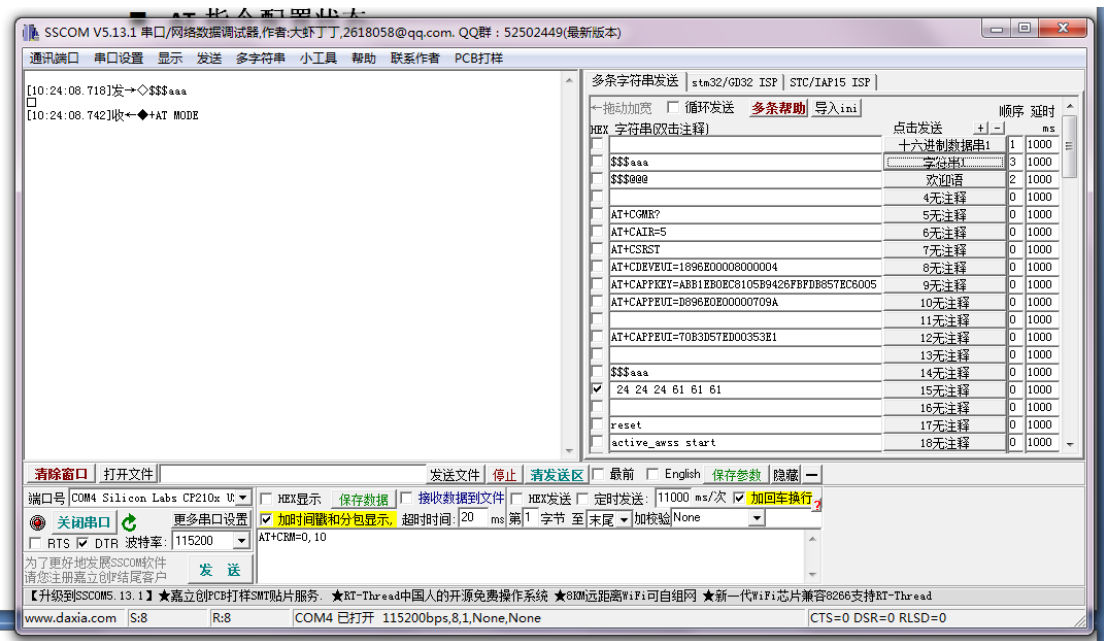 ■ AT 指令配置状态
SSCOM V5.13.1 串口/网络数据调试器,作者:大虾丁丁,2618058@qq.com. QQ群：52502449(最新版本)
通讯端口 串口设置 显示 发送 多字符串 小工具 帮助 联系作者 PCB打样
[10:24:08.718]发→◇$$$aaa
□
[10:24:08.742]收←◆+AT MODE
多条字符串发送 stm32/GD32 ISP STC/IAP15 ISP
←拖动加宽 循环发送 多条帮助 导入ini 顺序 延时
HEX 字符串(双击注释) 点击发送 + - ms
十六进制数据串1 1 1000
$$$aaa 字符串1 3 1000
$$$@@@ 欢迎语 2 1000
4无注释 0 1000
AT+CGMR? 5无注释 0 1000
AT+CAIR=5 6无注释 0 1000
AT+CSRST 7无注释 0 1000
AT+CDEVEUI=1896E00008000004 8无注释 0 1000
AT+CAPPKEY=ABB1EB0EC8105B9426FBFDB857EC6005 9无注释 0 1000
AT+CAPPEUI=D896E0E00000709A 10无注释 0 1000
11无注释 0 1000
AT+CAPPEUI=70B3D57ED00353E1 12无注释 0 1000
13无注释 0 1000
$$$aaa 14无注释 0 1000
24 24 24 61 61 61 15无注释 0 1000
16无注释 0 1000
reset 17无注释 0 1000
active_awss start 18无注释 0 1000
清除窗口 打开文件 发送文件 停止 清发送区 最前 English 保存参数 隐藏 —
端口号 COM4 Silicon Labs CP210x U HEX显示 保存数据 接收数据到文件 HEX发送 定时发送: 11000 ms/次 加回车换行 ?
关闭串口 更多串口设置 加时间戳和分包显示, 超时时间: 20 ms 第1 字节 至 末尾 加校验 None
RTS DTR 波特率: 115200 AT+CRM=0,10
为了更好地发展SSCOM软件
请您注册嘉立创F结尾客户 发 送
【升级到SSCOM5.13.1】★嘉立创PCB打样SMT贴片服务. ★RT-Thread中国人的开源免费操作系统 ★8KM远距离WiFi可自组网 ★新一代WiFi芯片兼容8266支持RT-Thread
www.daxia.com S:8 R:8 COM4 已打开 115200bps,8,1,None,None CTS=0 DSR=0 RLSD=0